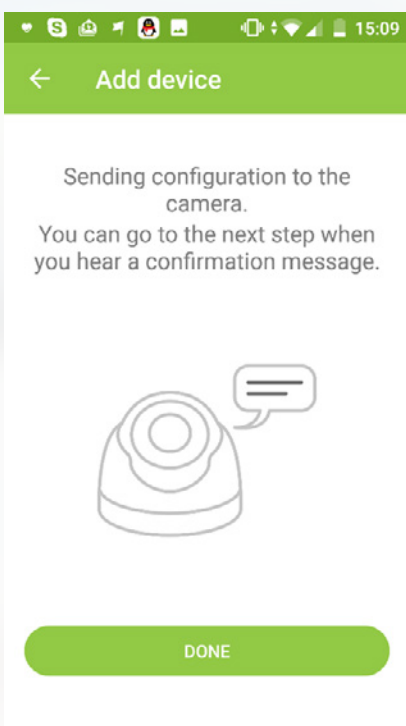 15:09
Add device
Sending configuration to the
camera.
You can go to the next step when
you hear a confirmation message.
DONE